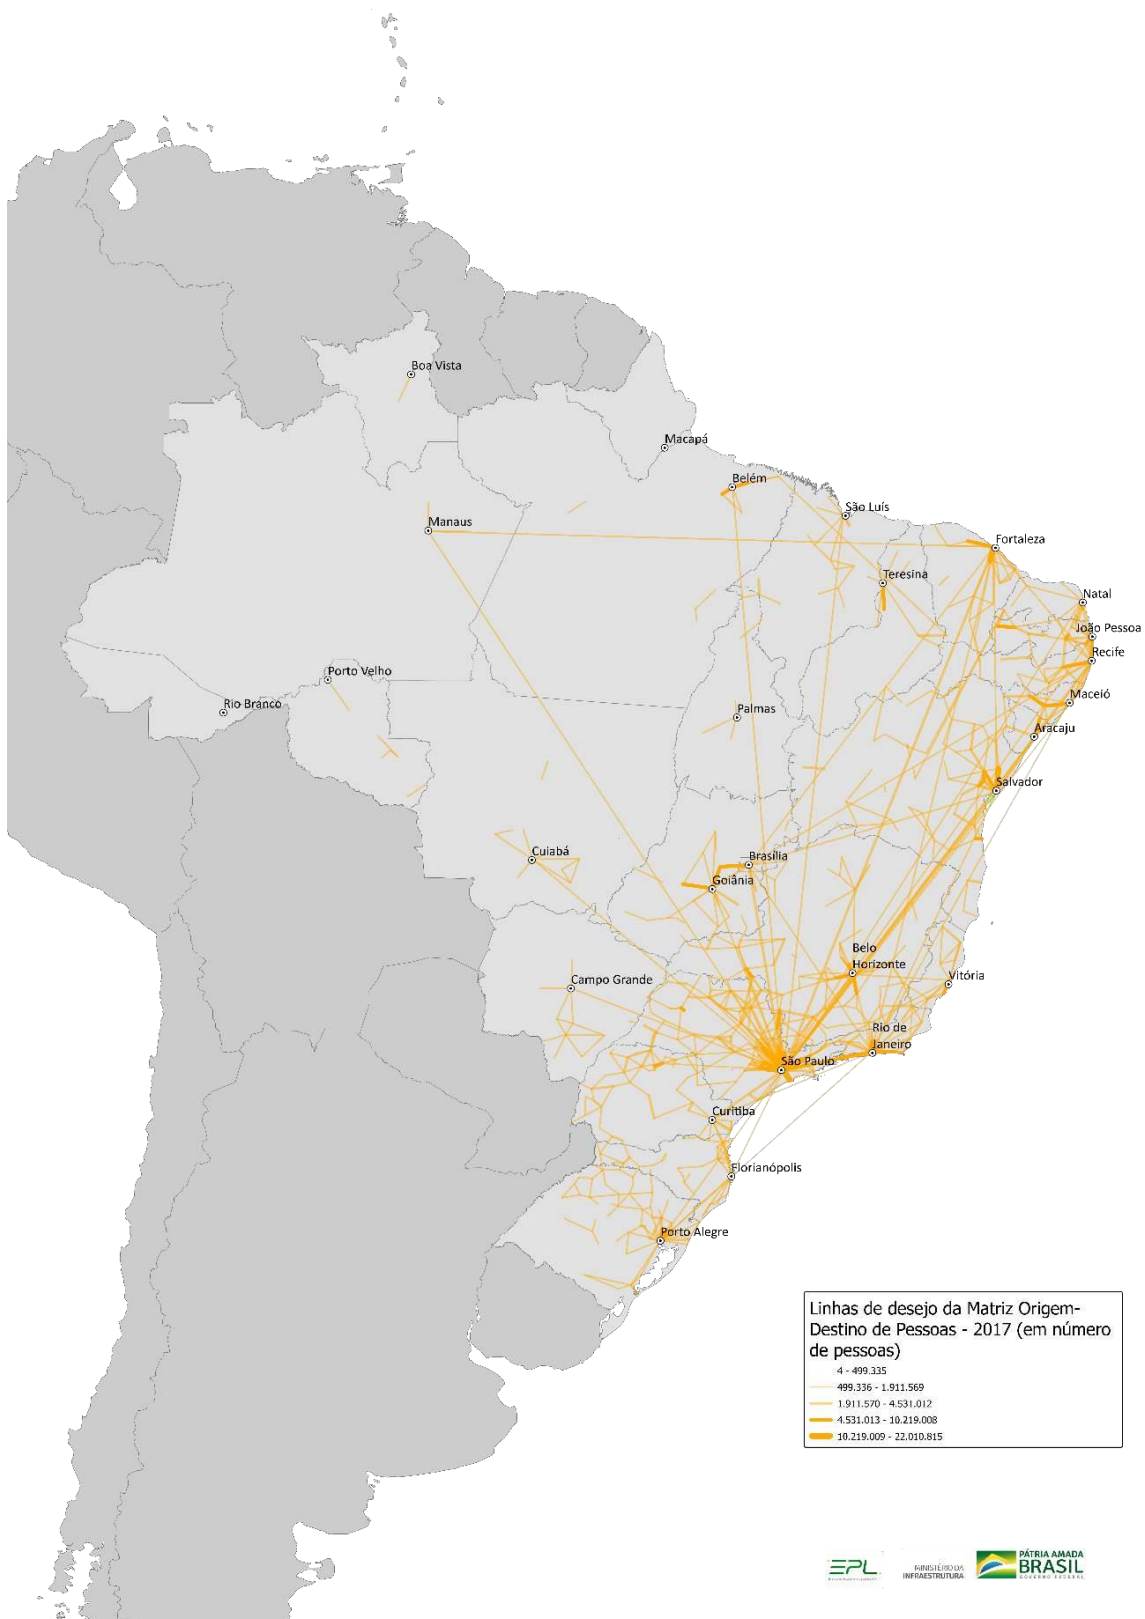 Boa Vista
Macapá
Belém
São Luís
Manaus
Fortaleza
Teresina
Natal
João Pessoa
Recife
Porto Velho
Maceió
Rio Branco
Palmas
Aracaju
Salvador
Cuiabá
Brasília
Goiânia
Belo
Horizonte
Vitória
Campo Grande
Rio de
Janeiro
São Paulo
Curitiba
Florianópolis
Porto Alegre
Linhas de desejo da Matriz Origem-
Destino de Pessoas - 2017 (em número
de pessoas)
4 - 499.335
499.336 - 1.911.569
1.911.570 - 4.531.012
4.531.013 - 10.219.008
10.219.009 - 22.010.815
EPL
MINISTÉRIO DA
INFRAESTRUTURA
PÁTRIA AMADA
BRASIL
GOVERNO FEDERAL